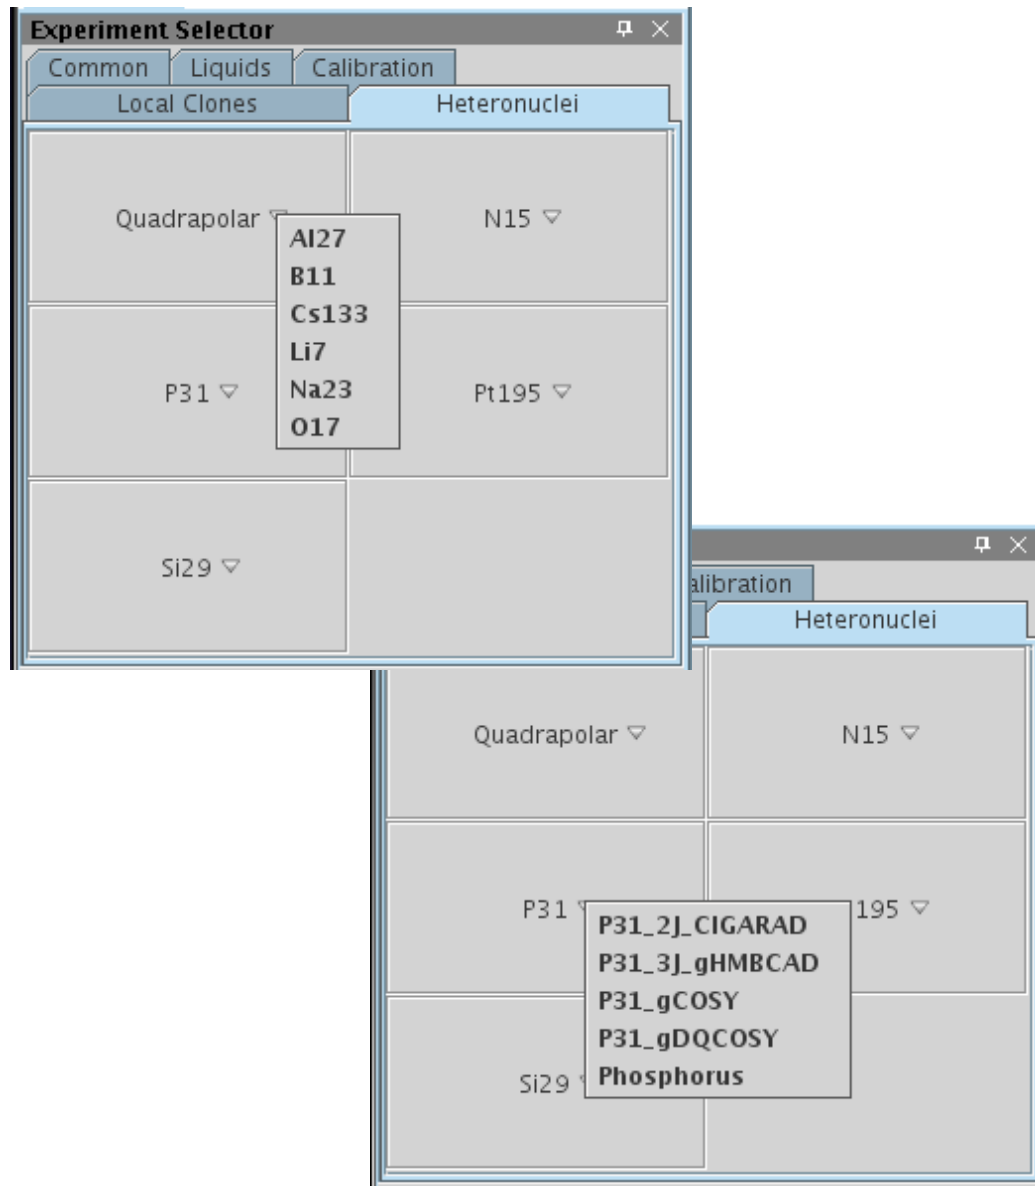 Experiment Selector
Common Liquids Calibration
Local Clones Heteronuclei
Quadrapolar N15
Al27
B11
Cs133
Li7
Na23
O17
P31 Pt195
Si29
alibration
Heteronuclei
Quadrapolar N15
P31 195
P31_2J_CIGARAD
P31_3J_gHMBCAD
P31_gCOSY
P31_gDQCOSY
Phosphorus
Si29